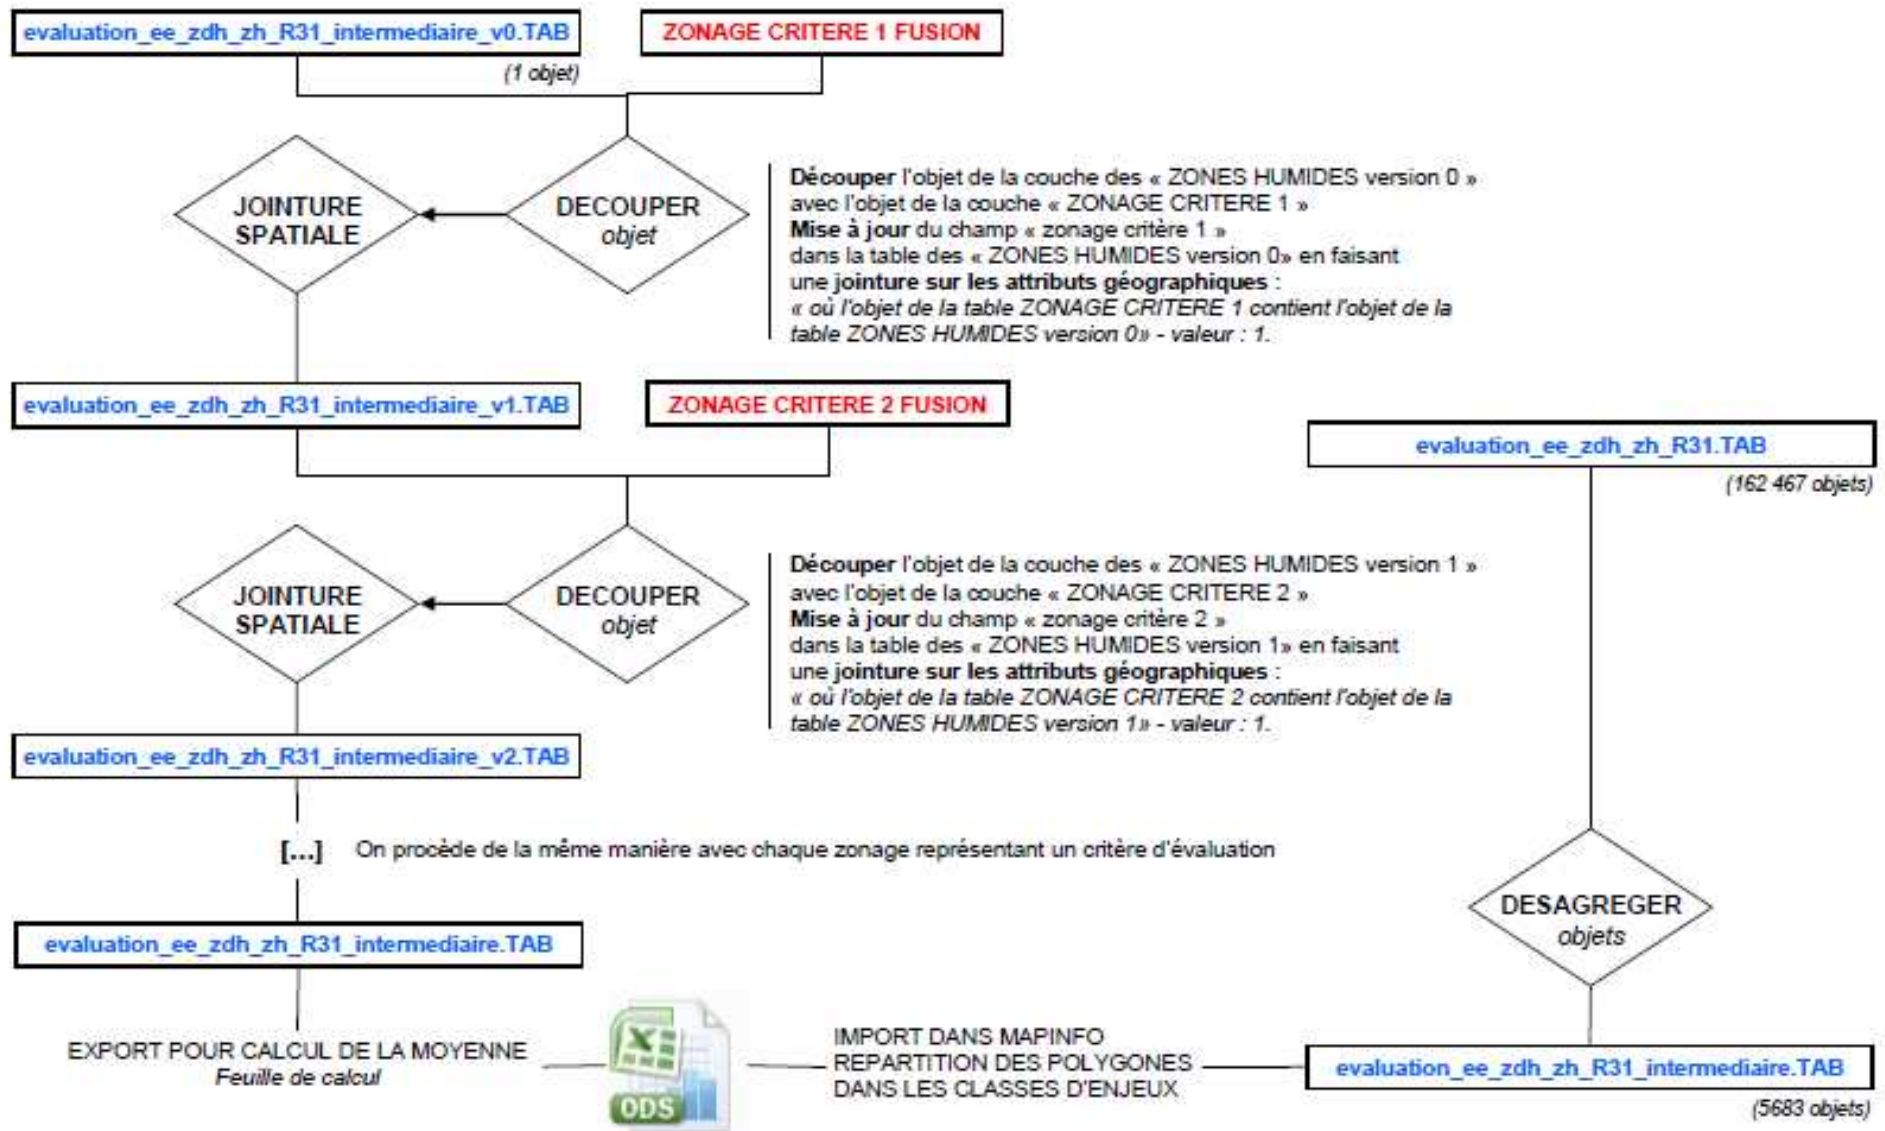 evaluation_ee_zdh_zh_R31_intermediaire_v0.TAB
(1 objet)
ZONAGE CRITERE 1 FUSION
JOINTURE
SPATIALE
DECOUPER
objet
Découper l'objet de la couche des « ZONES HUMIDES version 0 »
avec l'objet de la couche « ZONAGE CRITERE 1 »
Mise à jour du champ « zonage critère 1 »
dans la table des « ZONES HUMIDES version 0» en faisant
une jointure sur les attributs géographiques :
« où l'objet de la table ZONAGE CRITERE 1 contient l'objet de la
table ZONES HUMIDES version 0» - valeur : 1.
evaluation_ee_zdh_zh_R31_intermediaire_v1.TAB
ZONAGE CRITERE 2 FUSION
evaluation_ee_zdh_zh_R31.TAB
(162 467 objets)
JOINTURE
SPATIALE
DECOUPER
objet
Découper l'objet de la couche des « ZONES HUMIDES version 1 »
avec l'objet de la couche « ZONAGE CRITERE 2 »
Mise à jour du champ « zonage critère 2 »
dans la table des « ZONES HUMIDES version 1» en faisant
une jointure sur les attributs géographiques :
« où l'objet de la table ZONAGE CRITERE 2 contient l'objet de la
table ZONES HUMIDES version 1» - valeur : 1.
evaluation_ee_zdh_zh_R31_intermediaire_v2.TAB
[...] On procède de la même manière avec chaque zonage représentant un critère d'évaluation
DESAGREGER
objets
evaluation_ee_zdh_zh_R31_intermediaire.TAB
EXPORT POUR CALCUL DE LA MOYENNE
Feuille de calcul
X
ODS
IMPORT DANS MAPINFO
REPARTITION DES POLYGONES
DANS LES CLASSES D'ENJEUX
evaluation_ee_zdh_zh_R31_intermediaire.TAB
(5683 objets)